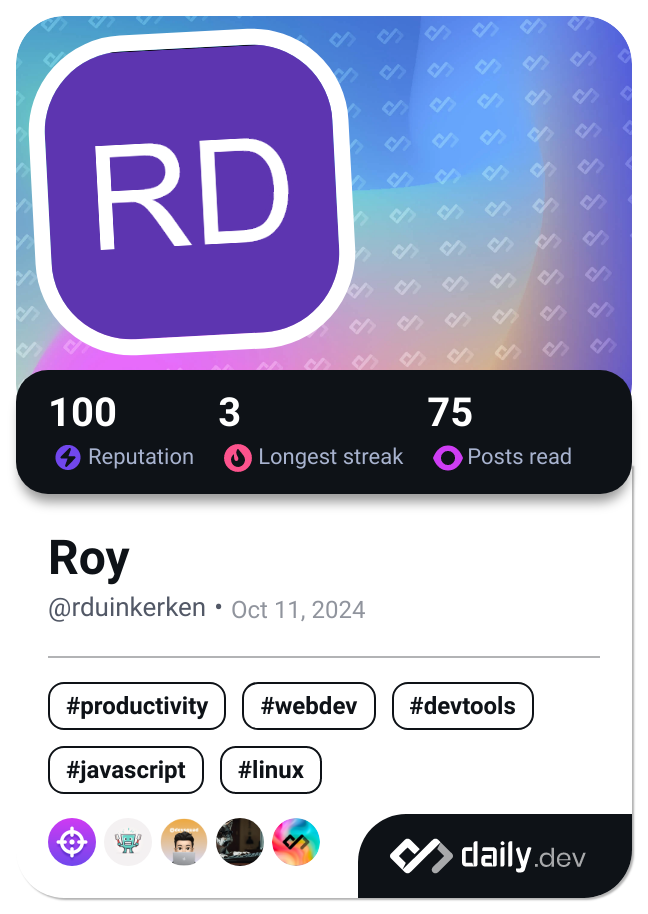 RD
100 3 75
Reputation Longest streak Posts read
Roy
@rduinkerken • Oct 11, 2024
#productivity #webdev #devtools
#javascript #linux
daily.dev